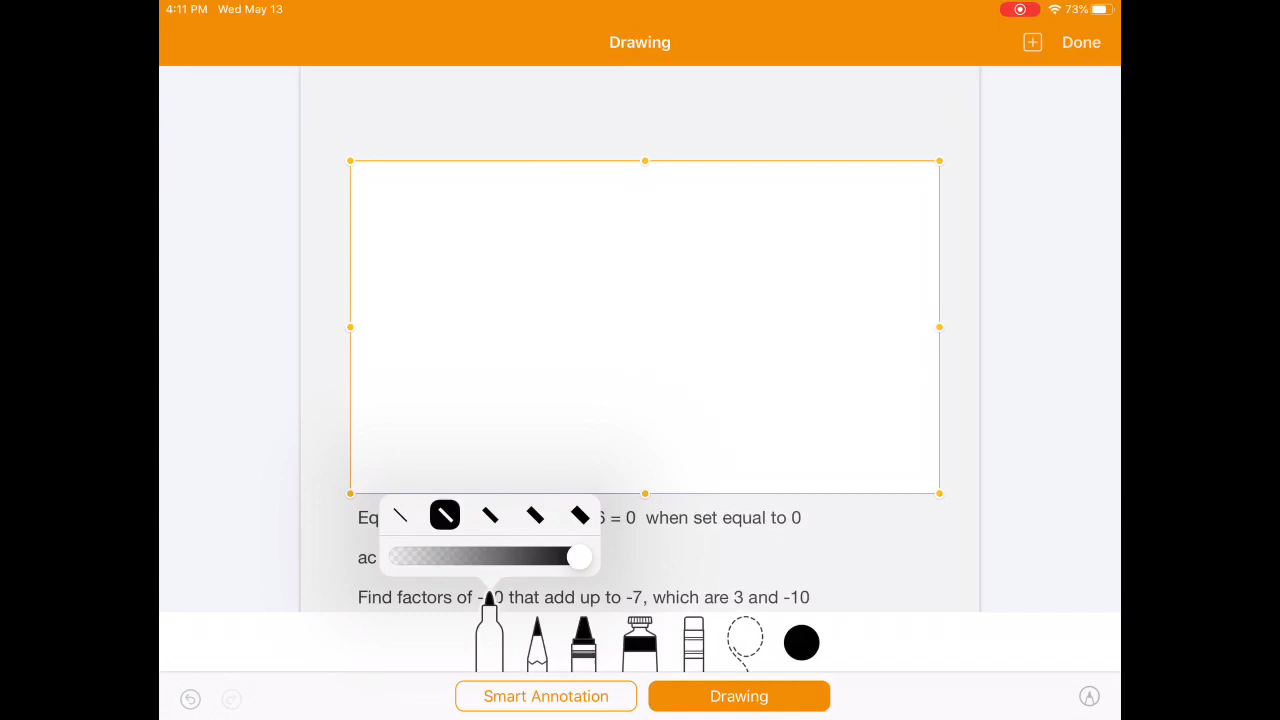 4:11 PM Wed May 13 73%
Drawing Done
Eq 6 = 0 when set equal to 0
ac
Find factors of - 0 that add up to -7, which are 3 and -10
Smart Annotation Drawing